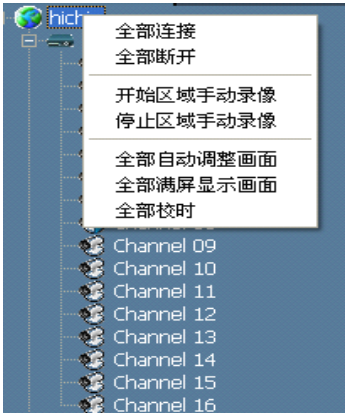 全部连接
全部断开
开始区域手动录像
停止区域手动录像
全部自动调整画面
全部满屏显示画面
全部校时
Channel 09
Channel 10
Channel 11
Channel 12
Channel 13
Channel 14
Channel 15
Channel 16